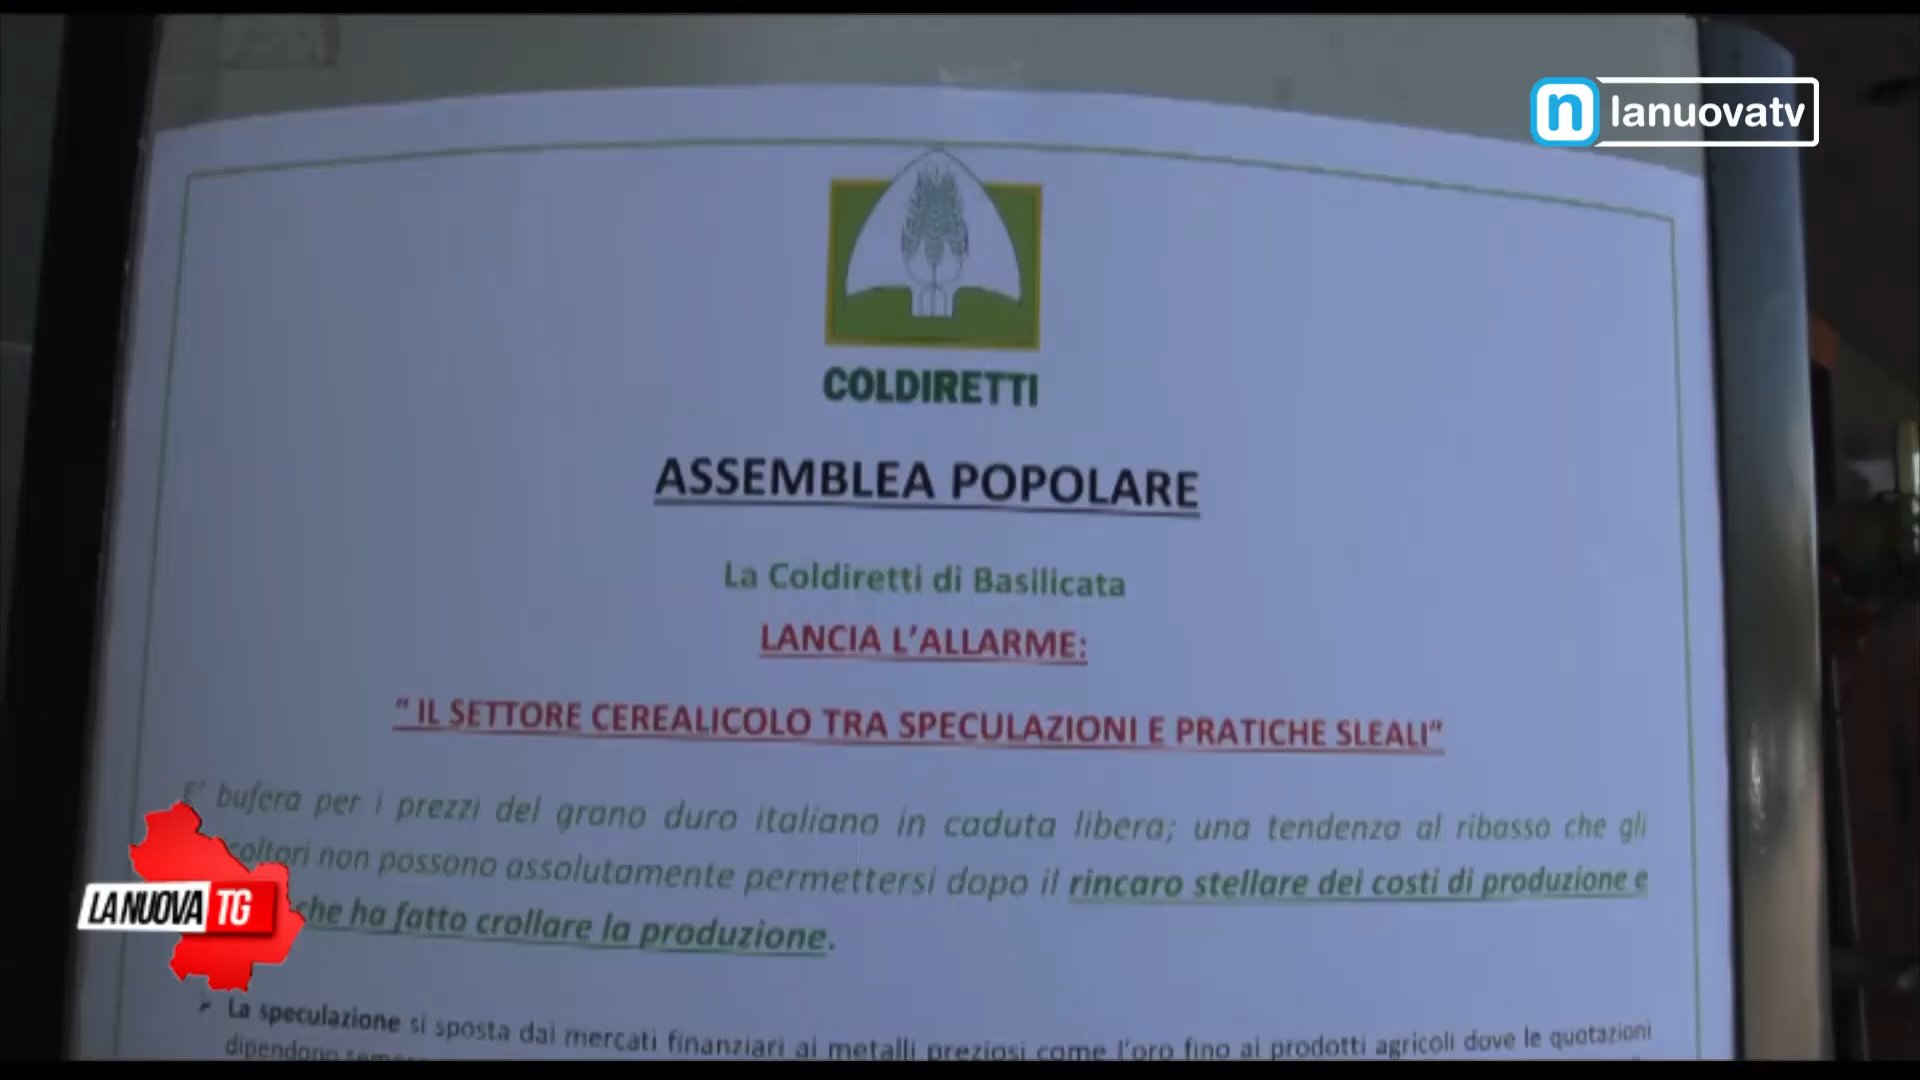 lanuovatv
COLDIRETTI
ASSEMBLEA POPOLARE
La Coldiretti di Basilicata
LANCIA L'ALLARME:
" IL SETTORE CEREALICOLO TRA SPECULAZIONI E PRATICHE SLEALI"
E' bufera per i prezzi del grano duro italiano in caduta libera; una tendenza al ribasso che gli
coltori non possono assolutamente permettersi dopo il rincaro stellare dei costi di produzione e
che ha fatto crollare la produzione.
LA NUOVA TG
➢ La speculazione si sposta dai mercati finanziari ai metalli preziosi come l'oro fino ai prodotti agricoli dove le quotazioni
dipendono